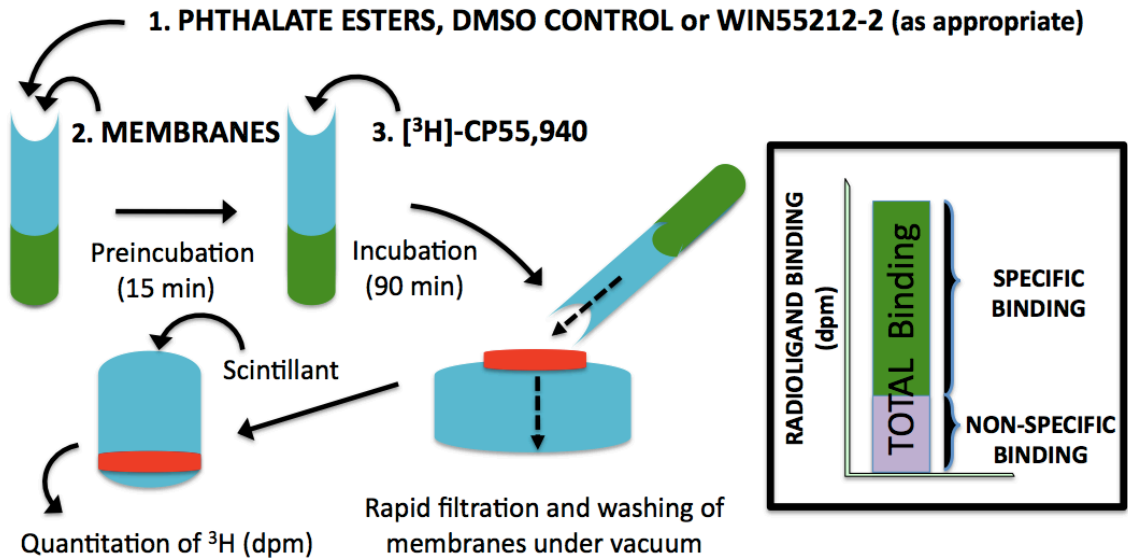 1. PHTHALATE ESTERS, DMSO CONTROL or WIN55212-2 (as appropriate)
2. MEMBRANES
3. [³H]-CP55,940
Preincubation
(15 min)
Incubation
(90 min)
Scintillant
Quantitation of ³H (dpm)
Rapid filtration and washing of
membranes under vacuum
RADIOLIGAND BINDING
(dpm)
TOTAL Binding
SPECIFIC
BINDING
NON-SPECIFIC
BINDING